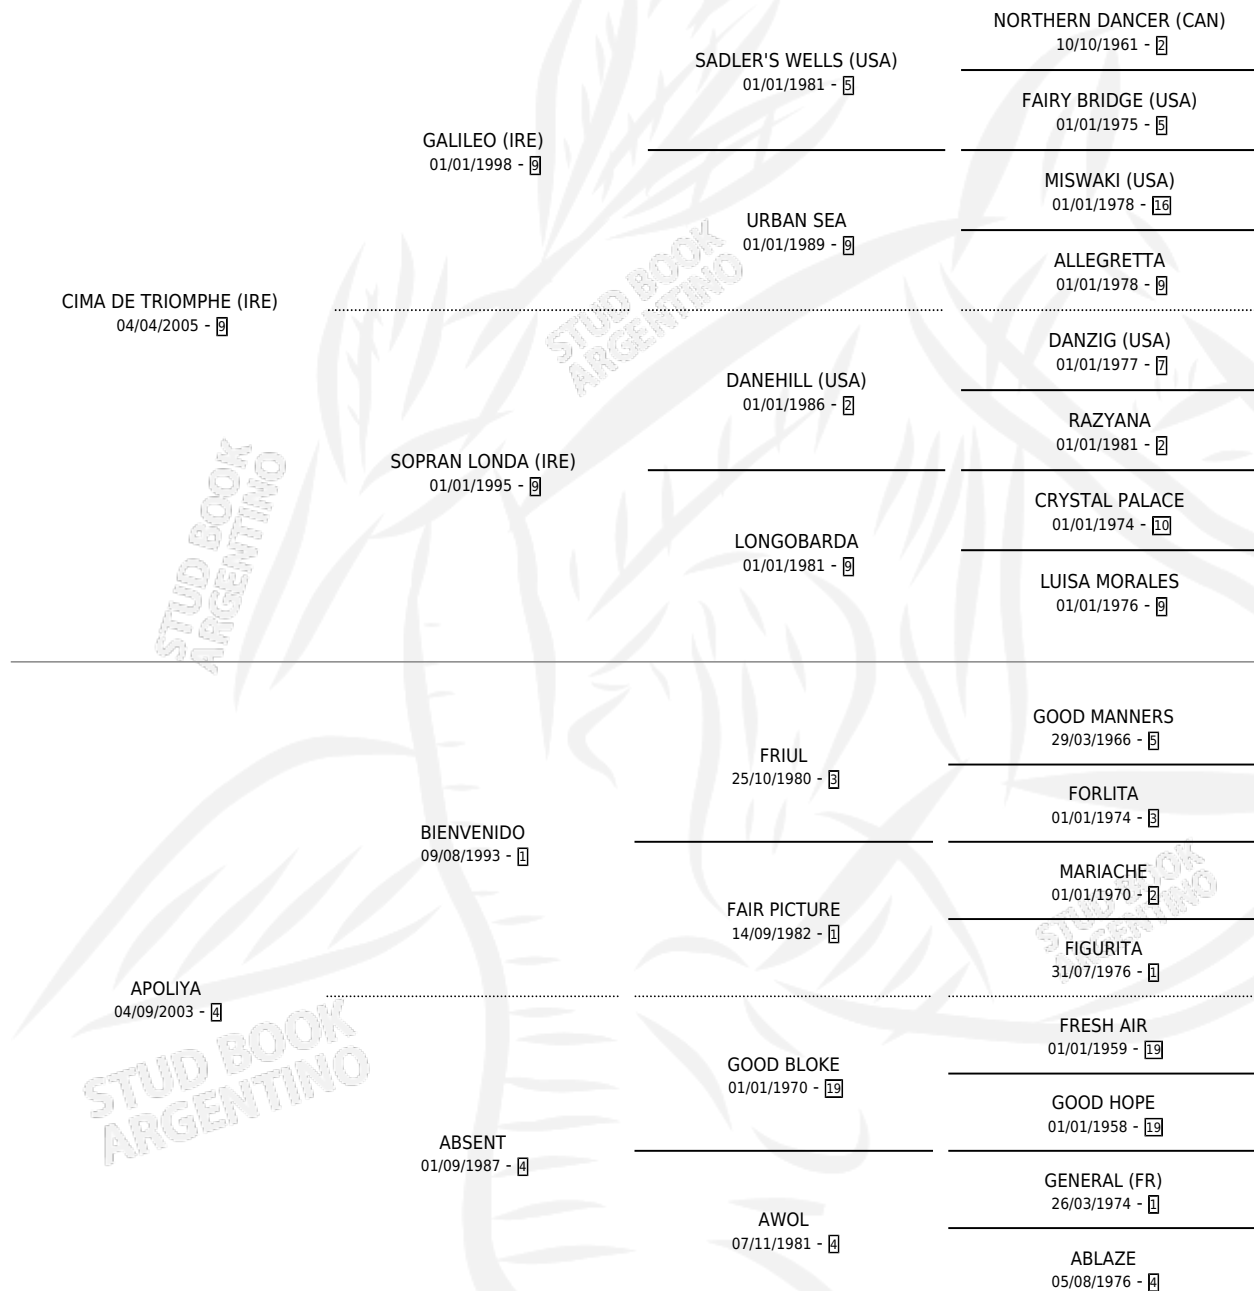 NORTHERN DANCER (CAN)
10/10/1961 - 2
SADLER'S WELLS (USA)
01/01/1981 - 5
FAIRY BRIDGE (USA)
01/01/1975 - 5
GALILEO (IRE)
01/01/1998 - 9
MISWAKI (USA)
01/01/1978 - 16
URBAN SEA
01/01/1989 - 9
ALLEGRETTA
01/01/1978 - 9
CIMA DE TRIOMPHE (IRE)
04/04/2005 - 9
STUD BOOK
ARGENTINO
DANZIG (USA)
01/01/1977 - 7
DANEHILL (USA)
01/01/1986 - 2
RAZYANA
01/01/1981 - 2
SOPRAN LONDA (IRE)
01/01/1995 - 9
CRYSTAL PALACE
01/01/1974 - 10
LONGOBARDA
01/01/1981 - 9
LUISA MORALES
01/01/1976 - 9
STUD BOOK
ARGENTINO
GOOD MANNERS
29/03/1966 - 5
FRIUL
25/10/1980 - 3
FORLITA
01/01/1974 - 3
BIENVENIDO
09/08/1993 - 1
MARIACHE
01/01/1970 - 2
STUD BOOK
ARGENTINO
FAIR PICTURE
14/09/1982 - 1
FIGURITA
31/07/1976 - 1
APOLIYA
04/09/2003 - 4
FRESH AIR
01/01/1959 - 19
GOOD BLOKE
01/01/1970 - 19
GOOD HOPE
01/01/1958 - 19
STUD BOOK
ARGENTINO
ABSENT
01/09/1987 - 4
GENERAL (FR)
26/03/1974 - 1
AWOL
07/11/1981 - 4
ABLAZE
05/08/1976 - 4